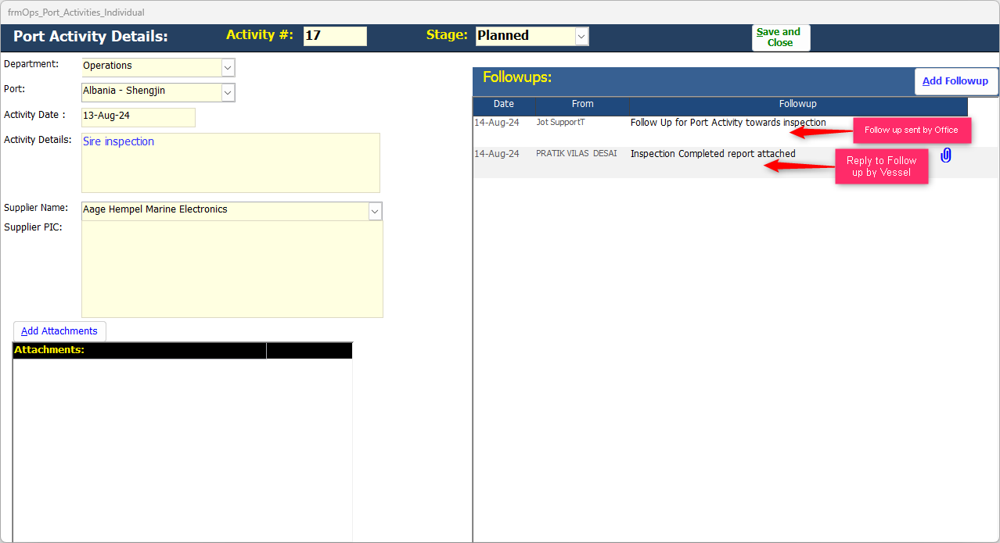 frmOps_Port_Activities_Individual
Port Activity Details:
Activity #:
17
Stage:
Planned
Save and
Close
Department:
Operations
Port:
Albania - Shengjin
Activity Date :
13-Aug-24
Activity Details:
Sire inspection
Supplier Name:
Aage Hempel Marine Electronics
Supplier PIC:
Add Attachments
Attachments:
Followups:
Add Followup
Date From Followup
14-Aug-24 Jot SupportT Follow Up for Port Activity towards inspection
Follow up sent by Office
14-Aug-24 PRATIK VILAS DESAI Inspection Completed report attached
Reply to Follow
up by Vessel